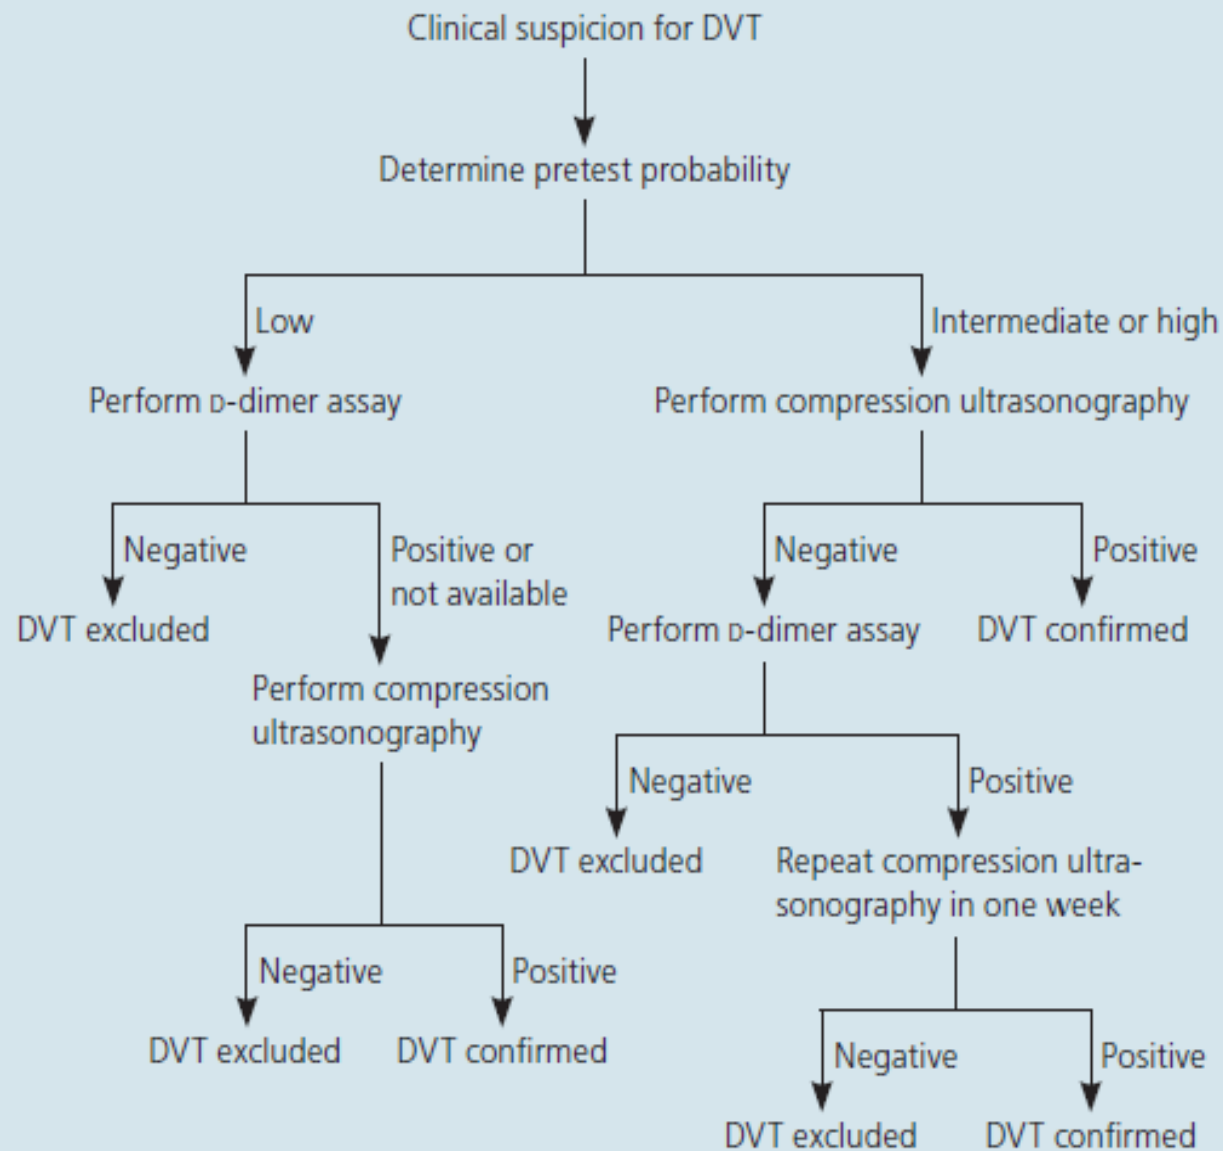 Clinical suspicion for DVT
Determine pretest probability
Low
Intermediate or high
Perform D-dimer assay
Perform compression ultrasonography
Negative
Positive or
not available
Negative
Positive
DVT excluded
Perform D-dimer assay
DVT confirmed
Perform compression
ultrasonography
Negative
Positive
DVT excluded
Repeat compression ultra-
sonography in one week
Negative
Positive
DVT excluded
DVT confirmed
Negative
Positive
DVT excluded
DVT confirmed